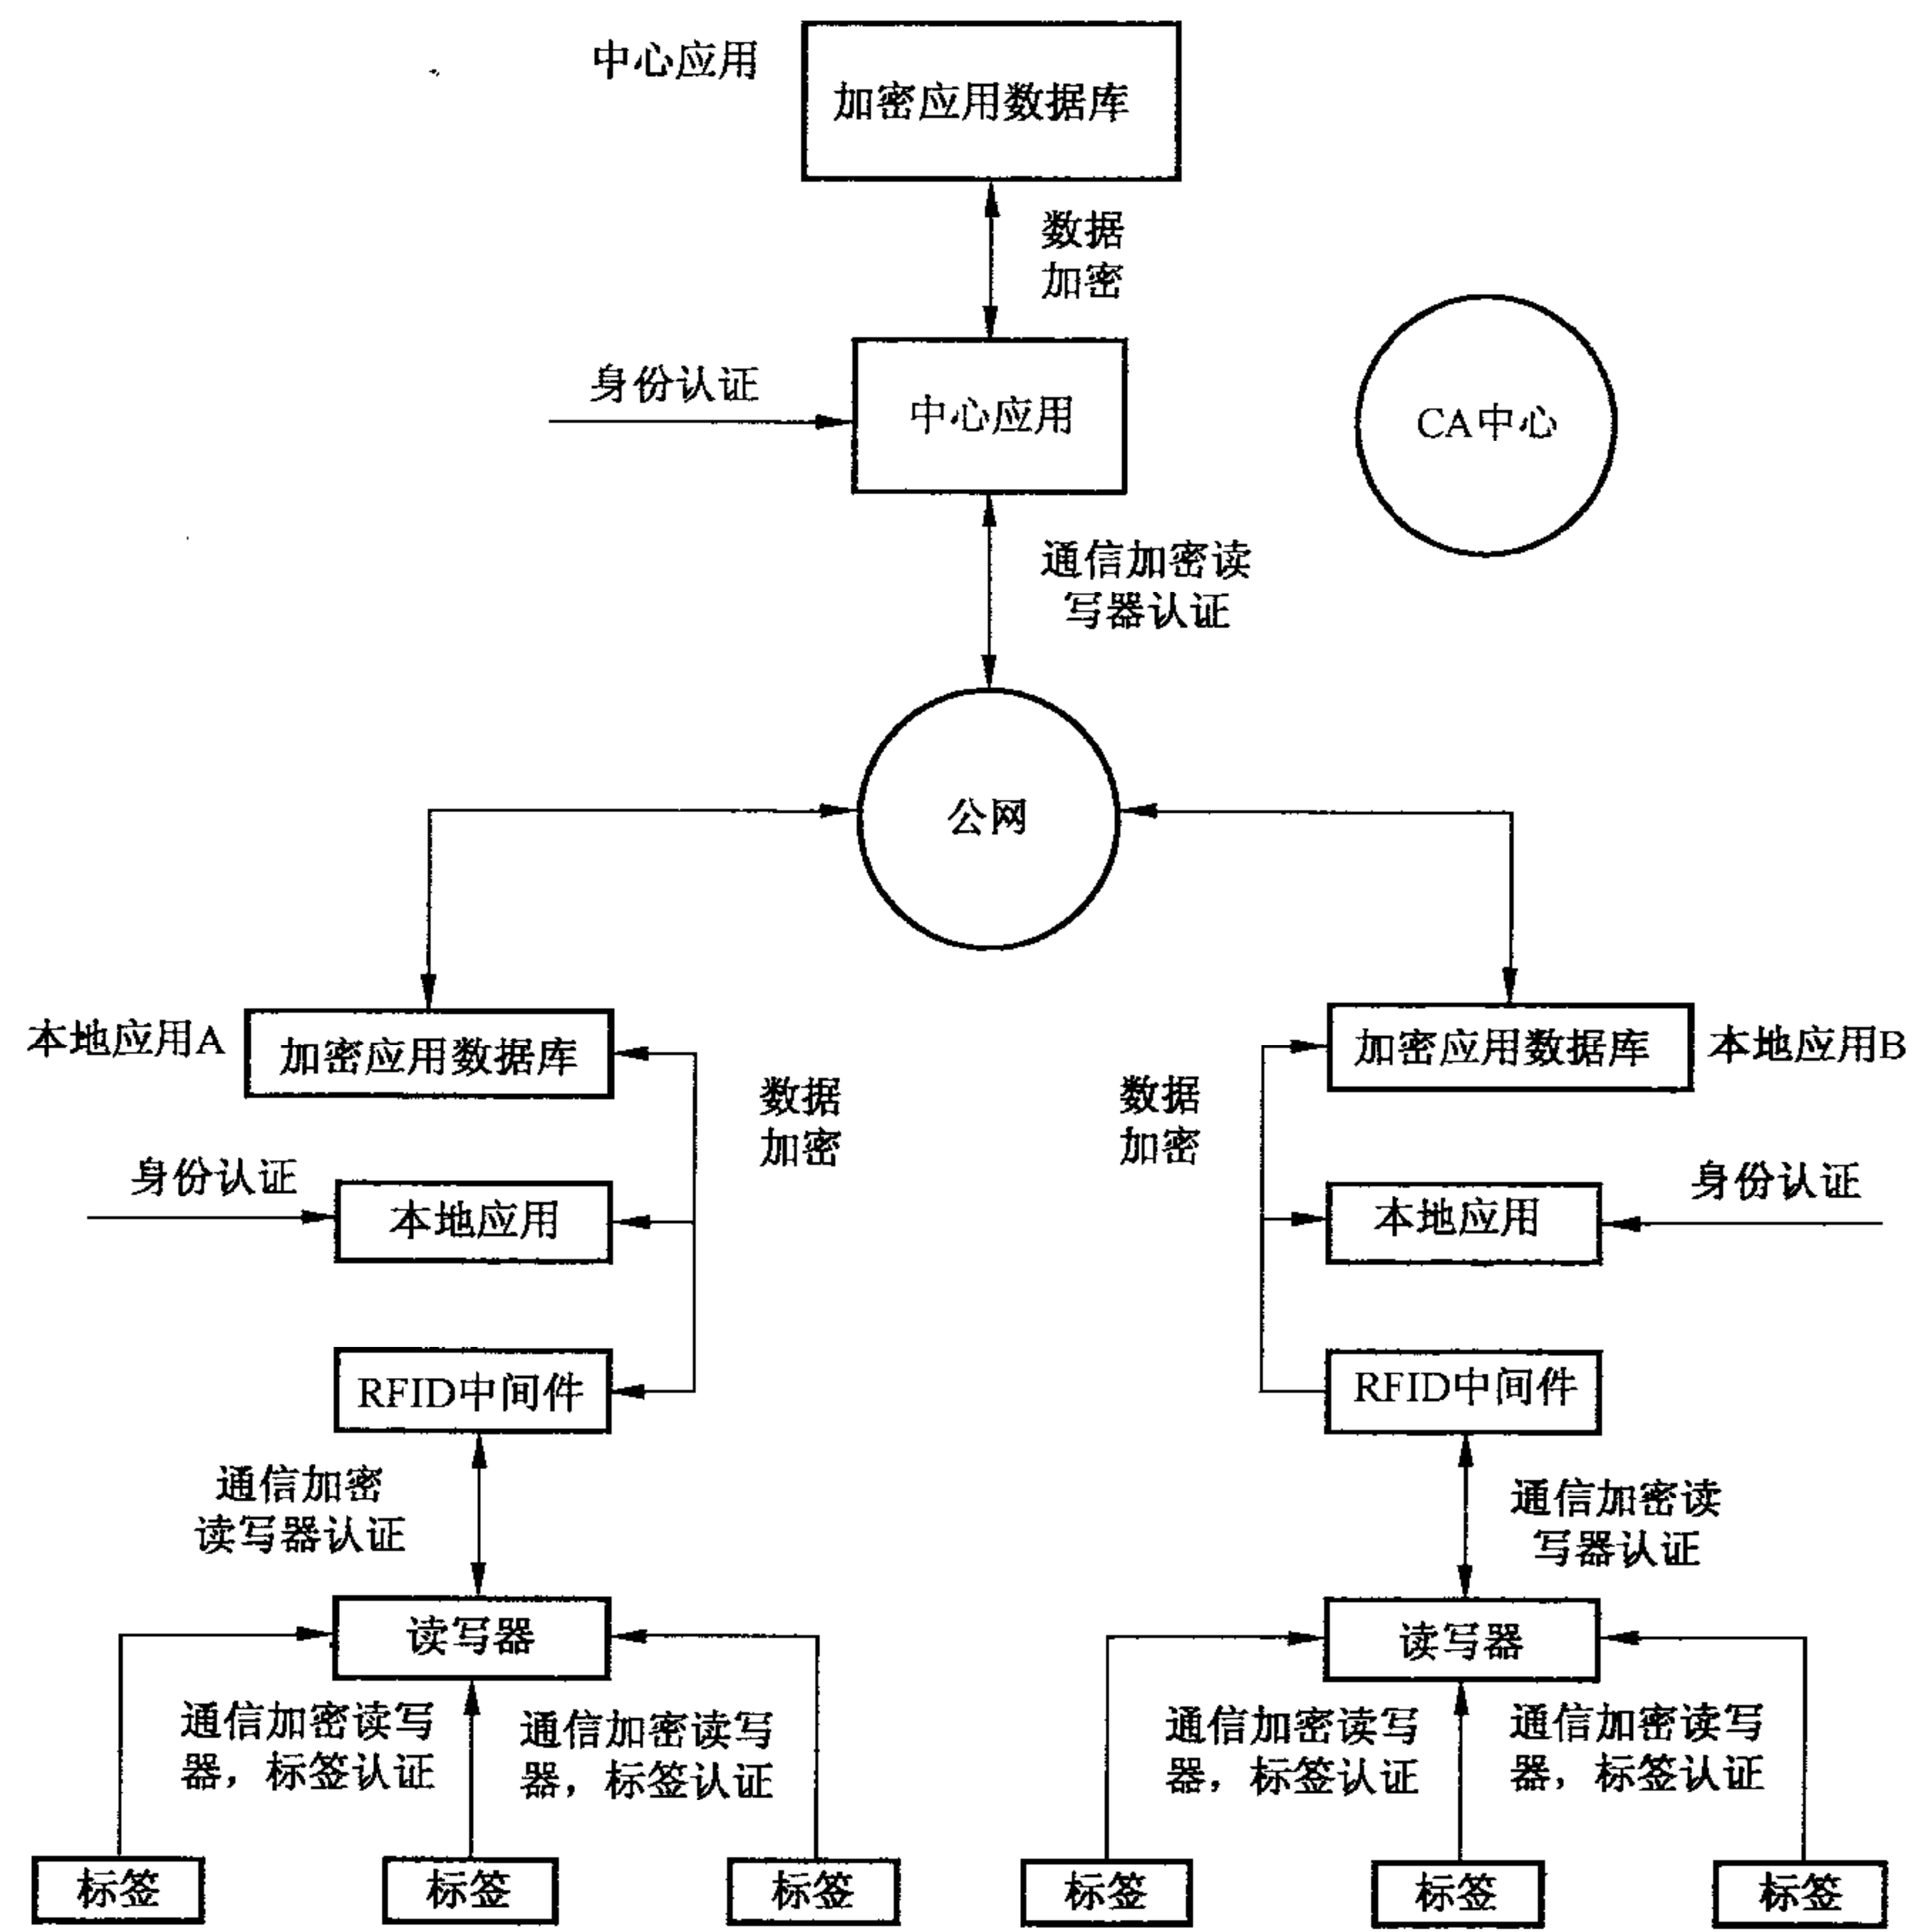 中心应用
加密应用数据库
数据
加密
身份认证
中心应用
CA中心
通信加密读
写器认证
公网
本地应用A
加密应用数据库
数据
加密
身份认证
本地应用
RFID中间件
通信加密
读写器认证
读写器
通信加密读写
器，标签认证
通信加密读写
器，标签认证
标签
标签
标签
加密应用数据库
本地应用B
数据
加密
身份认证
本地应用
RFID中间件
通信加密读
写器认证
读写器
通信加密读写
器，标签认证
通信加密读写
器，标签认证
标签
标签
标签